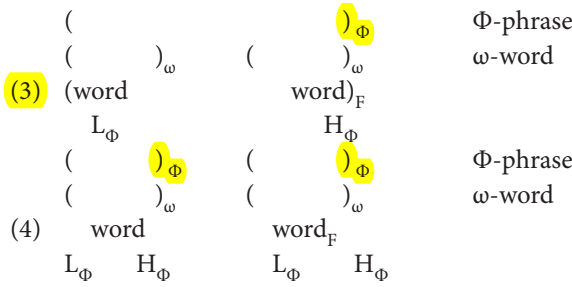 ( )Φ Φ-phrase
( )ω ( )ω ω-word
(3) (word word)F
LΦ HΦ
( )Φ ( )Φ Φ-phrase
( )ω ( )ω ω-word
(4) word wordF
LΦ HΦ LΦ HΦ